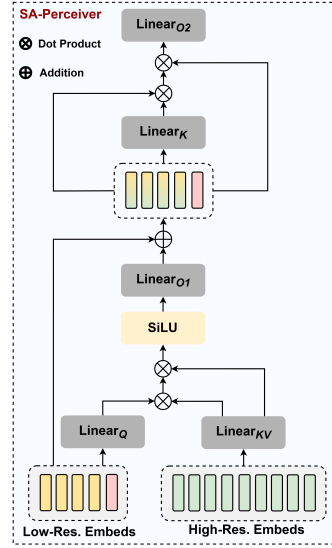 SA-Perceiver
Dot Product
Addition
Linear_O2
Linear_K
Linear_O1
SiLU
Linear_Q
Linear_KV
Low-Res. Embeds
High-Res. Embeds